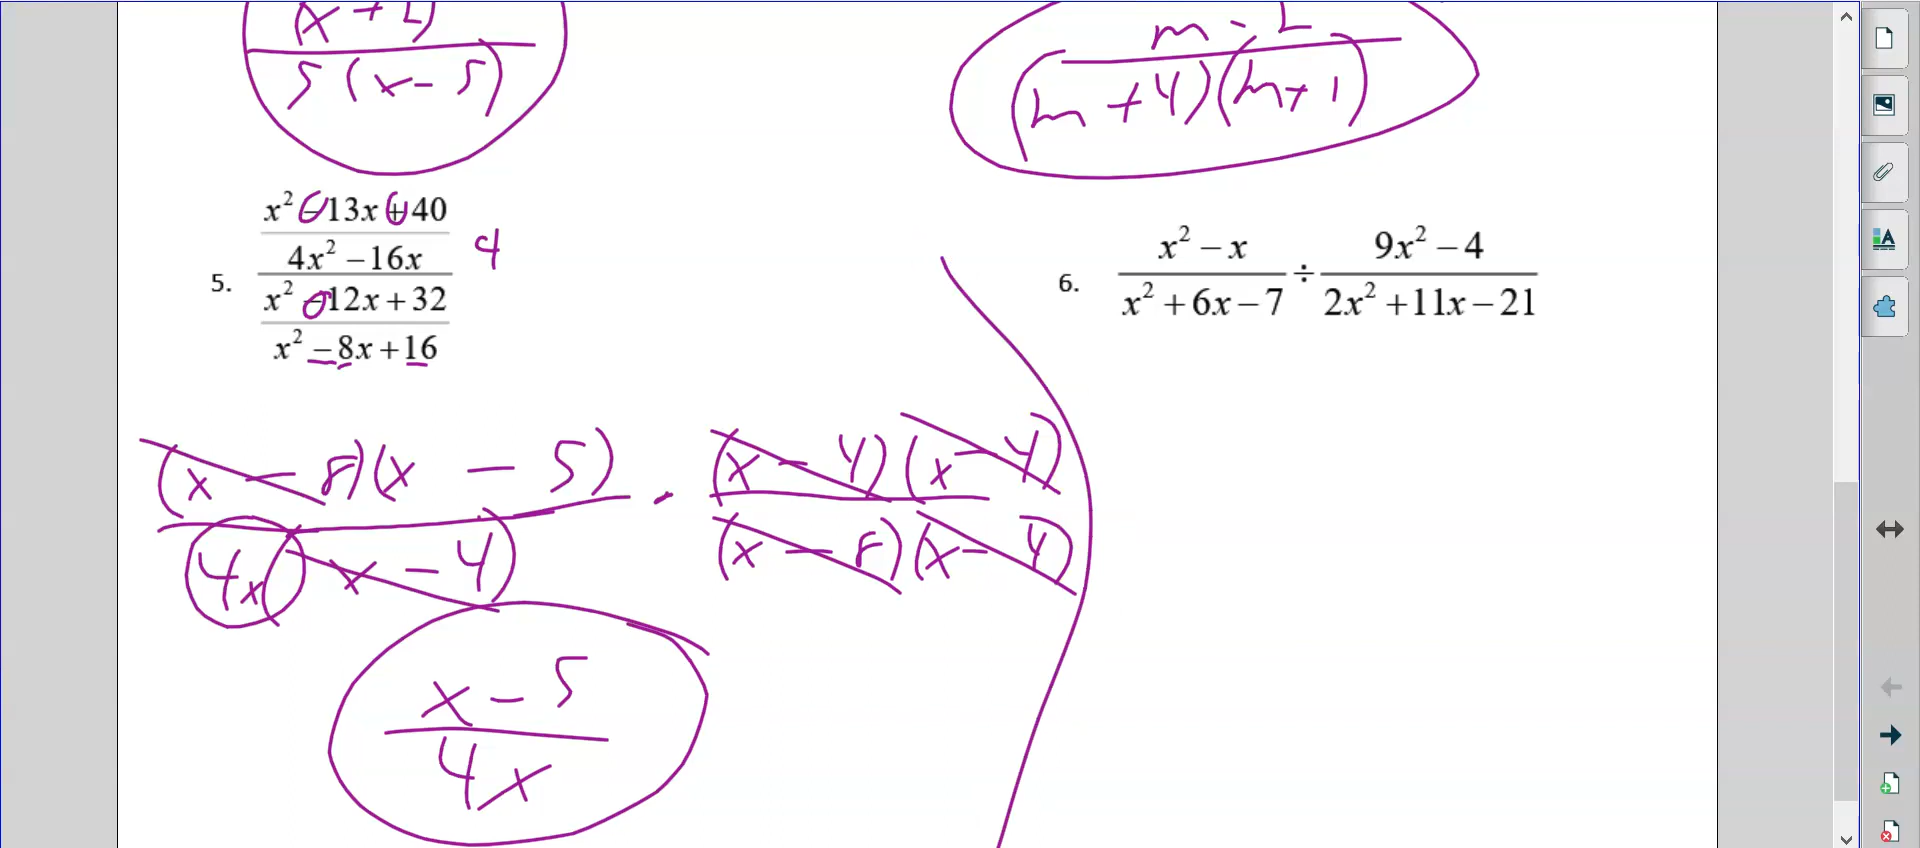 (x + 2)
5 (x - 5)
m - 2
(m + 4)(m + 1)
5. x² - 13x + 40
4x² - 16x
x² - 12x + 32
x² - 8x + 16
4
6. x² - x ÷ 9x² - 4
x² + 6x - 7 2x² + 11x - 21
(x - 8)(x - 5) · (x - 4)(x - 4)
4x(x - 4) (x - 8)(x - 4)
x - 5
4x